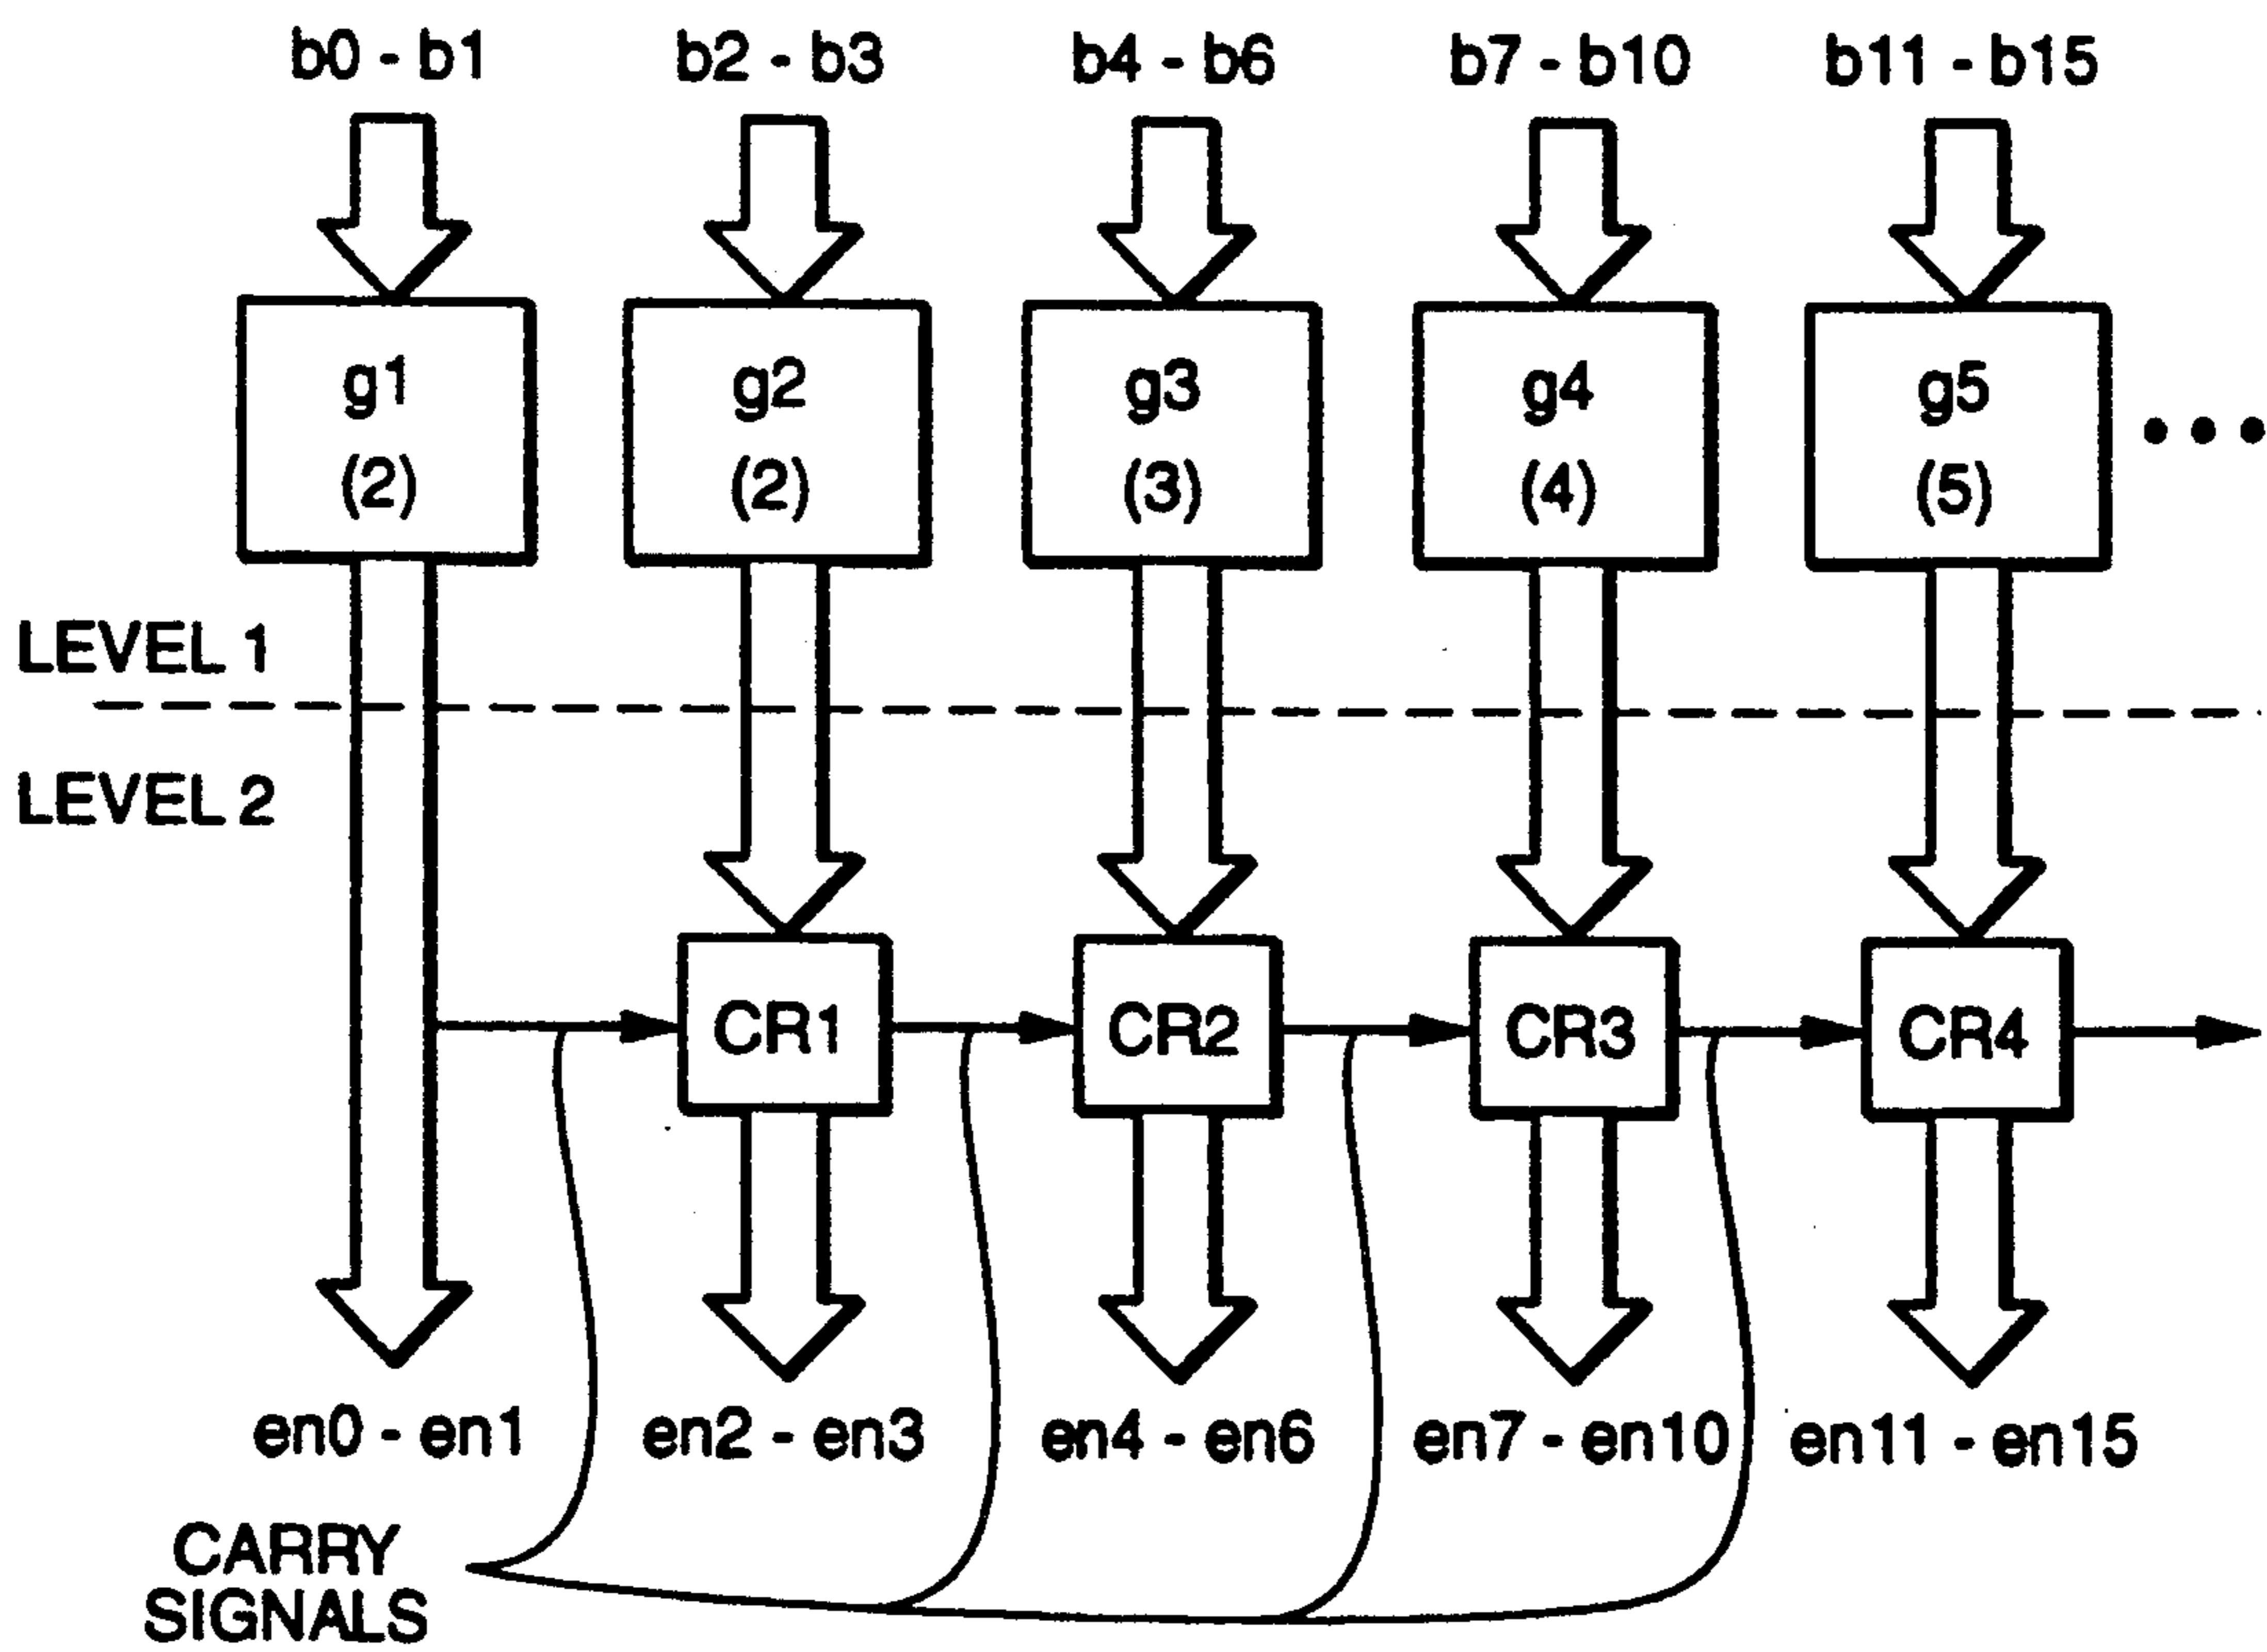 b0 - b1 b2 - b3 b4 - b6 b7 - b10 b11 - b15
g1 g2 g3 g4 g5
(2) (2) (3) (4) (5)
LEVEL 1
LEVEL 2
CR1 CR2 CR3 CR4
en0 - en1 en2 - en3 en4 - en6 en7 - en10 en11 - en15
CARRY
SIGNALS